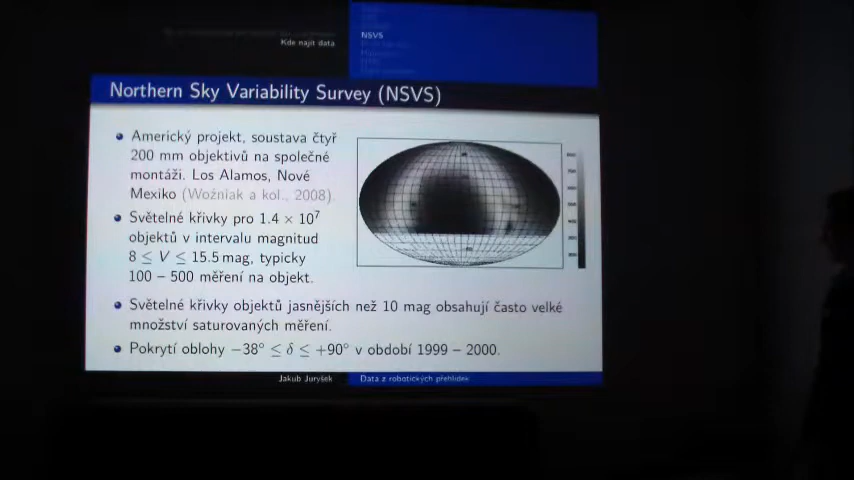 Kde najít data
NSVS
Northern Sky Variability Survey (NSVS)
Americký projekt, soustava čtyř
200 mm objektivů na společné
montáži. Los Alamos, Nové
Mexiko (Woźniak a kol., 2008)
Světelné křivky pro 1.4 × 10⁷
objektů v intervalu magnitud
8 ≤ V ≤ 15.5 mag, typicky
100 – 500 měření na objekt.
Světelné křivky objektů jasnějších než 10 mag obsahují často velké
množství saturovaných měření.
Pokrytí oblohy −38° ≤ δ ≤ +90° v období 1999 – 2000.
Jakub Juryšek
Data z robotických přehlídek